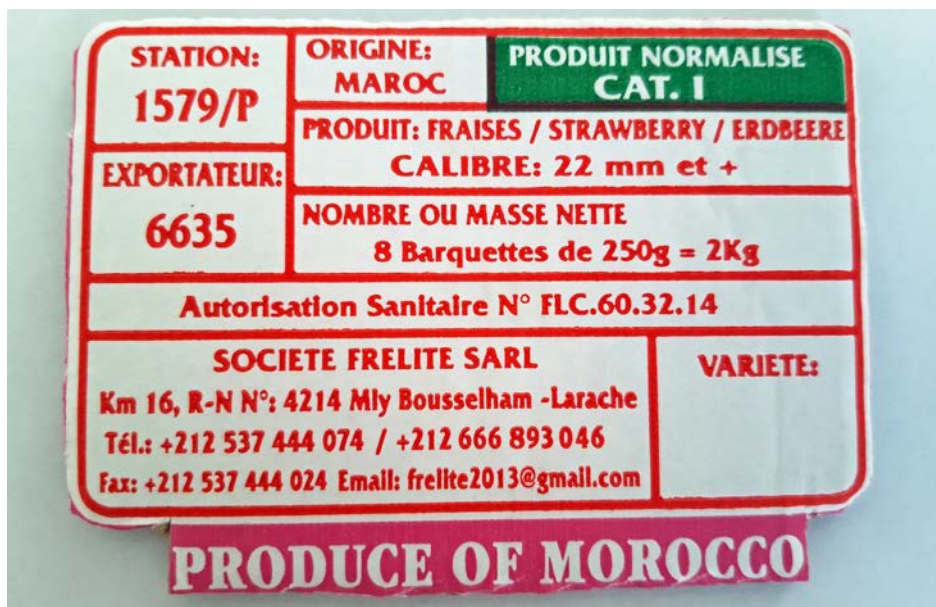 STATION:
1579/P
ORIGINE:
MAROC
PRODUIT NORMALISE
CAT. I
PRODUIT: FRAISES / STRAWBERRY / ERDBEERE
CALIBRE: 22 mm et +
EXPORTATEUR:
6635
NOMBRE OU MASSE NETTE
8 Barquettes de 250g = 2Kg
Autorisation Sanitaire N° FLC.60.32.14
SOCIETE FRELITE SARL
Km 16, R-N N°: 4214 Mly Bousselham -Larache
Tél.: +212 537 444 074 / +212 666 893 046
Fax: +212 537 444 024 Email: frelite2013@gmail.com
VARIETE:
PRODUCE OF MOROCCO